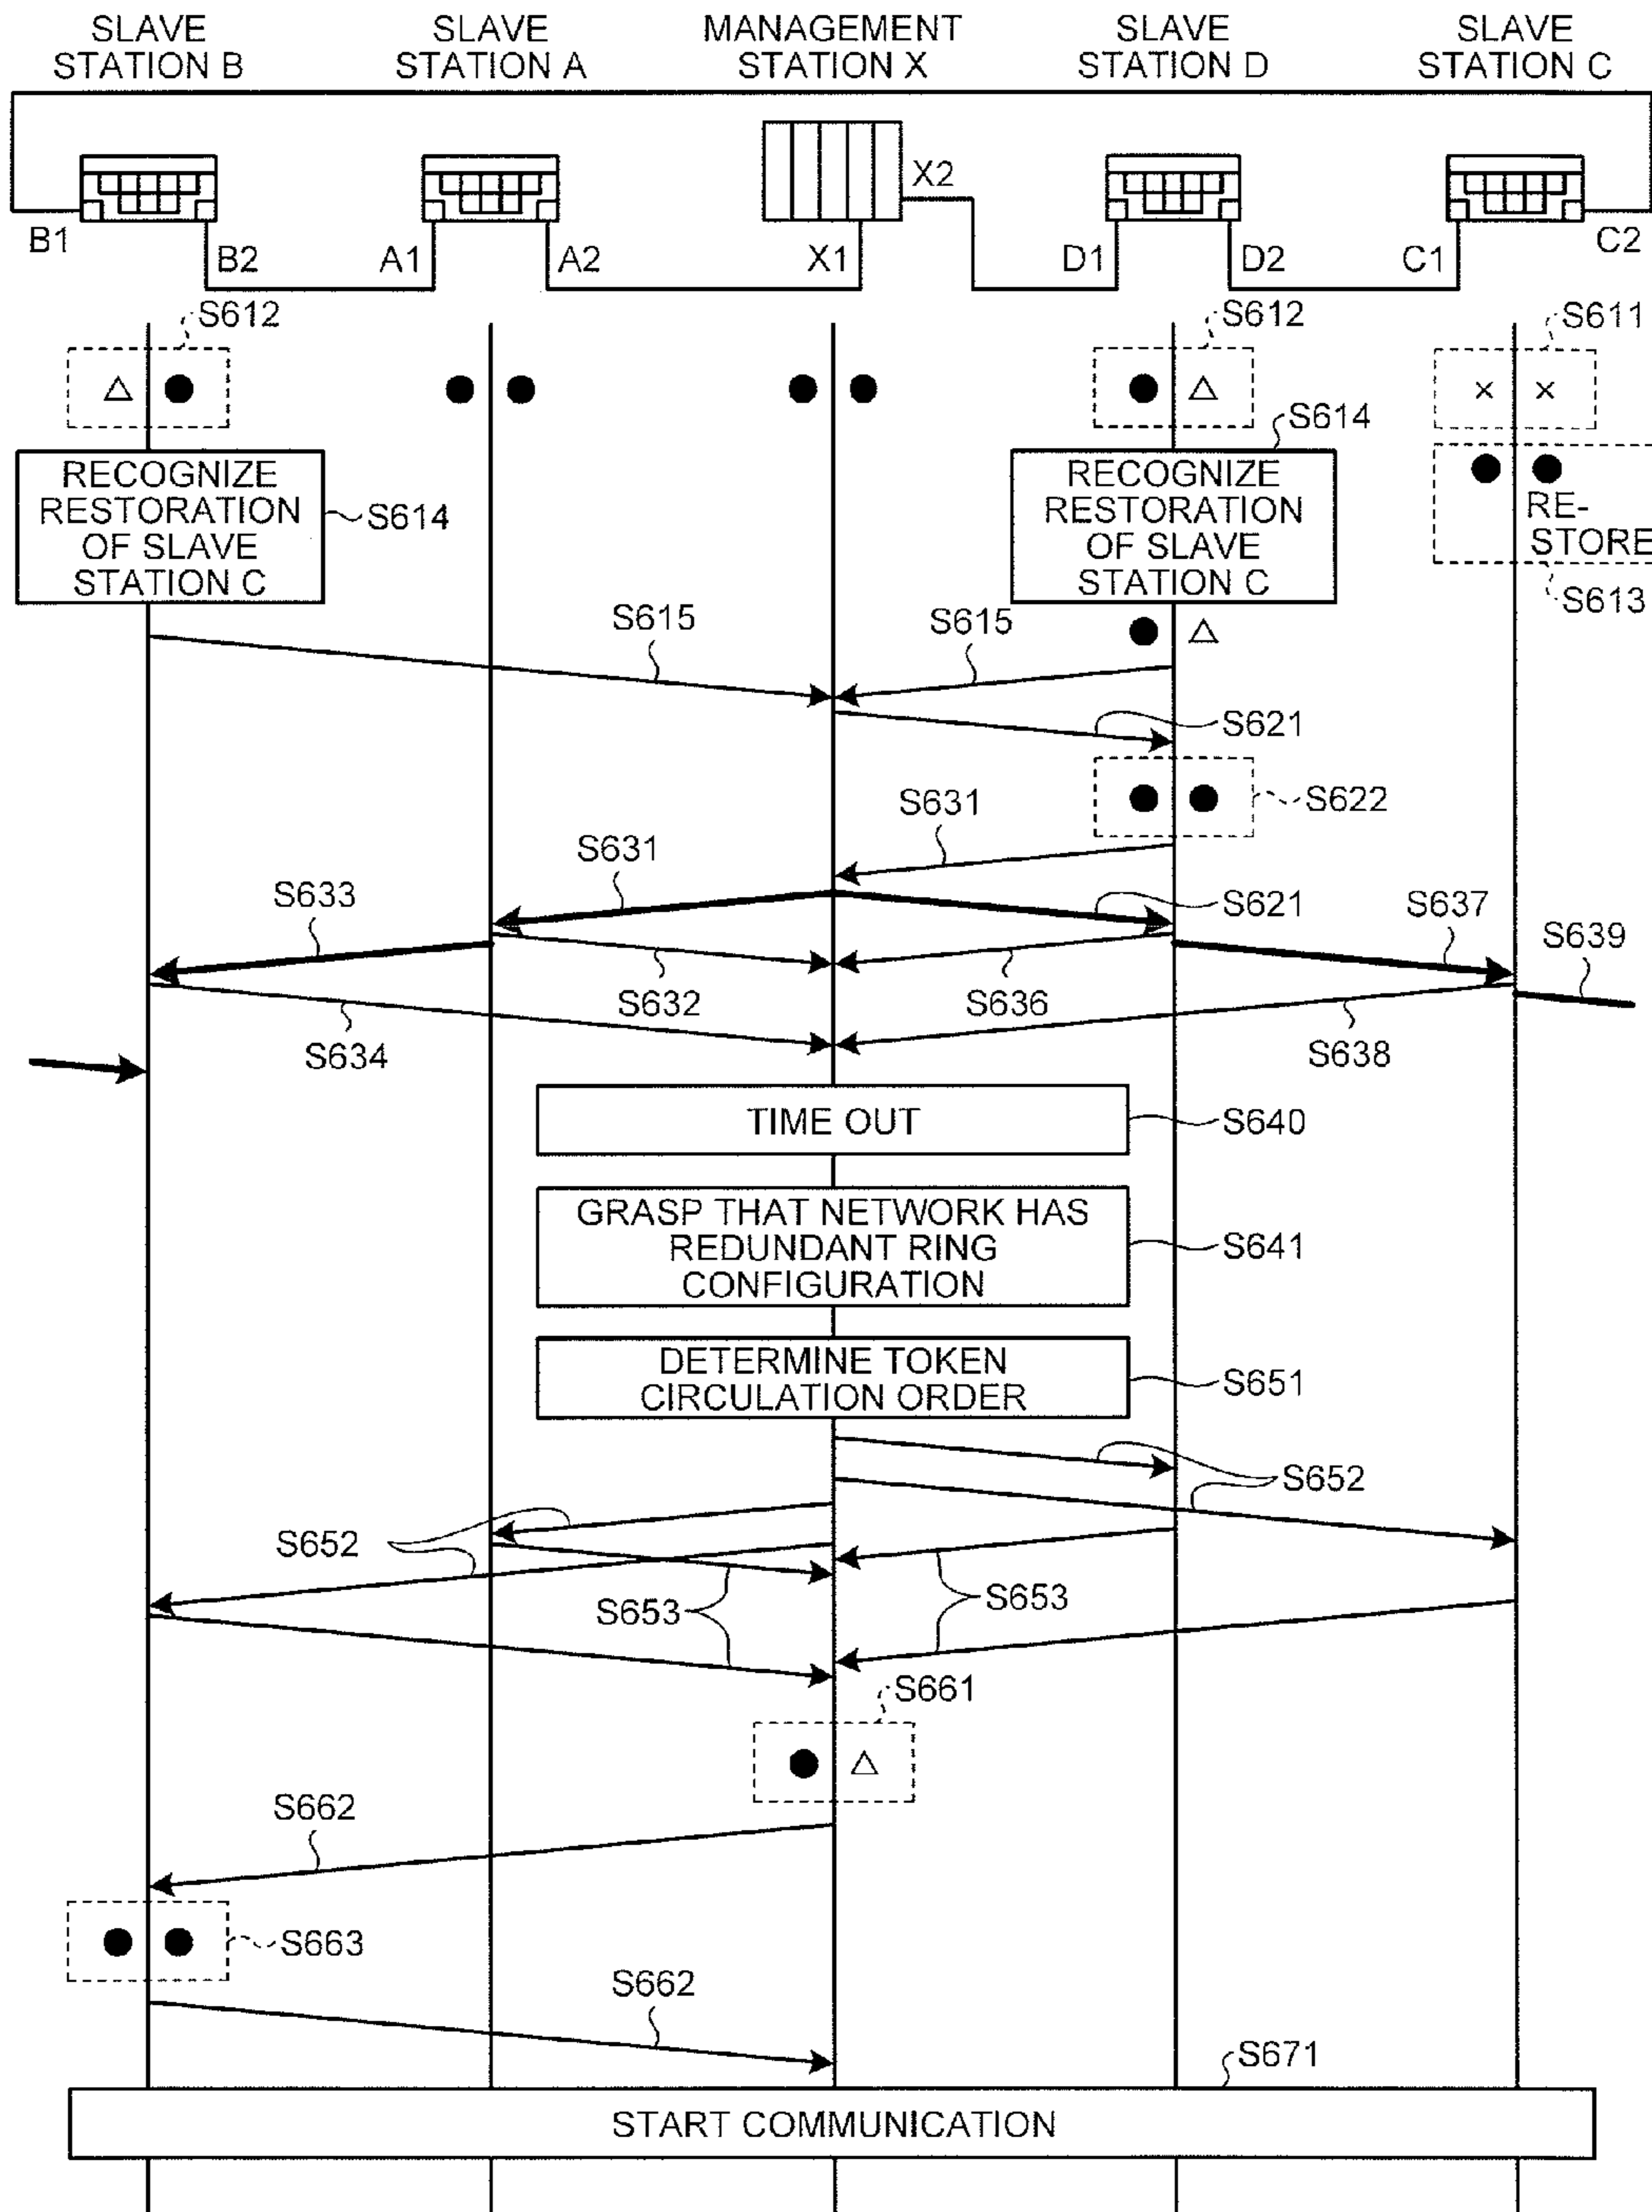 SLAVE
STATION B
SLAVE
STATION A
MANAGEMENT
STATION X
SLAVE
STATION D
SLAVE
STATION C
X2
B1
B2
A1
A2
X1
D1
D2
C1
C2
S612
S612
S611
S614
RECOGNIZE
RESTORATION
OF SLAVE
STATION C
S614
RECOGNIZE
RESTORATION
OF SLAVE
STATION C
RE-
STORE
S613
S615
S615
S621
S622
S631
S631
S633
S621
S637
S639
S632
S636
S634
S638
TIME OUT
S640
GRASP THAT NETWORK HAS
REDUNDANT RING
CONFIGURATION
S641
DETERMINE TOKEN
CIRCULATION ORDER
S651
S652
S652
S653
S653
S661
S662
S663
S662
S671
START COMMUNICATION